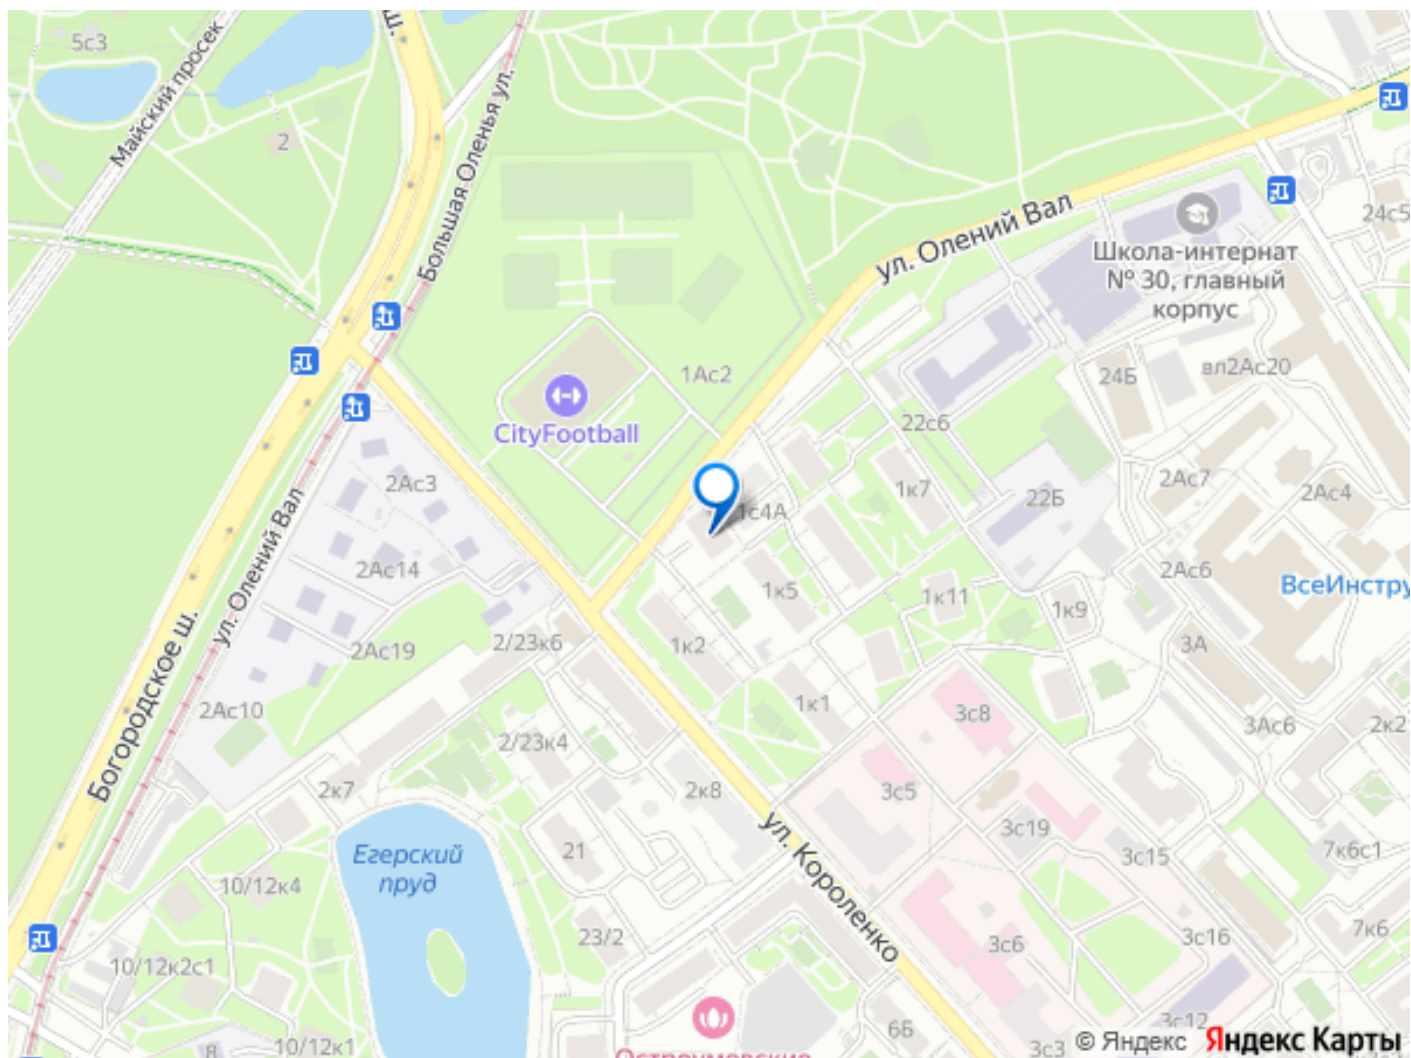 5с3
Майский просек
ш.
2
Большая Оленья ул.
ул. Олений Вал
Школа-интернат
№ 30, главный
корпус
24с5
1Ас2
CityFootball
24Б
вл2Ас20
22с6
2Ас3
1к7
22Б
2Ас7
2Ас4
1с4А
2Ас14
2Ас6
ВсеИнстру
1к5
1к11
1к9
ул. Олений Вал
Богородское ш.
2Ас19
2/23к6
1к2
3А
2Ас10
1к1
3с8
3Ас6
2к2
2/23к4
2к7
2к8
3с5
ул. Короленко
3с19
Егерский
пруд
21
3с15
7к6с1
10/12к4
23/2
3с6
3с16
7к6
10/12к2с1
6Б
3с12
8
10/12к1
Остроумовские
3с3
© Яндекс
Яндекс Карты